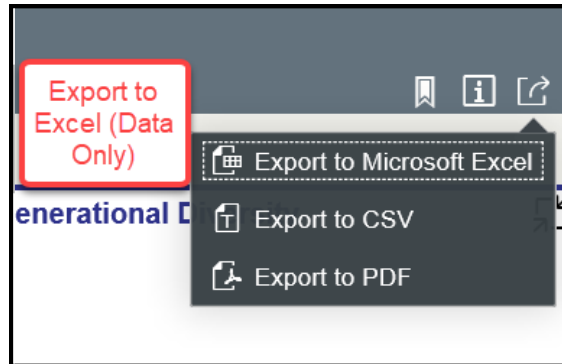 Export to
Excel (Data
Only)
Export to Microsoft Excel
enerational D
Export to CSV
Export to PDF